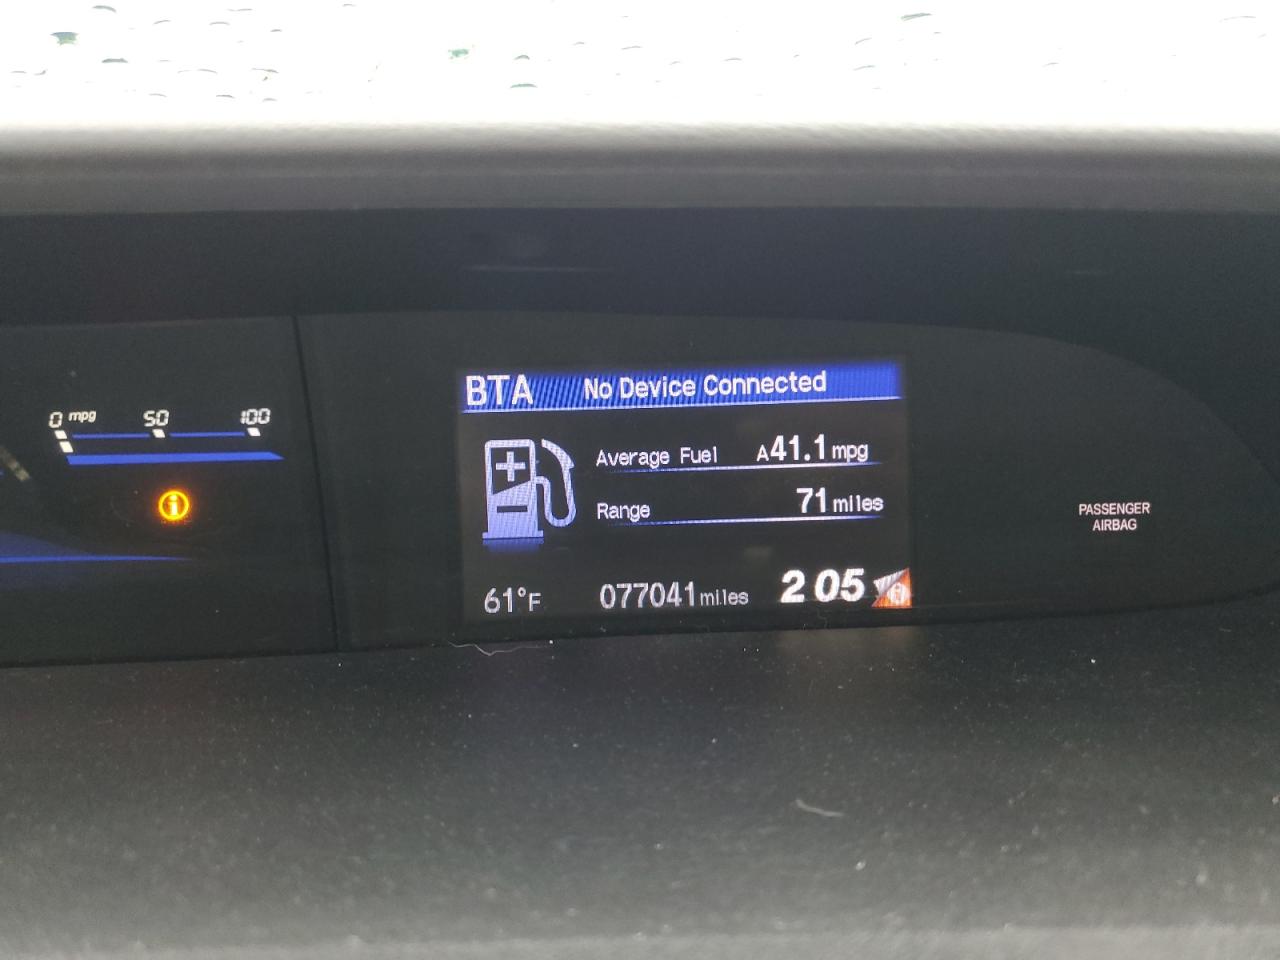 0 mpg 50 100
BTA No Device Connected
Average Fuel A41.1 mpg
Range 71 miles
61°F 077041 miles 2 05
PASSENGER
AIRBAG